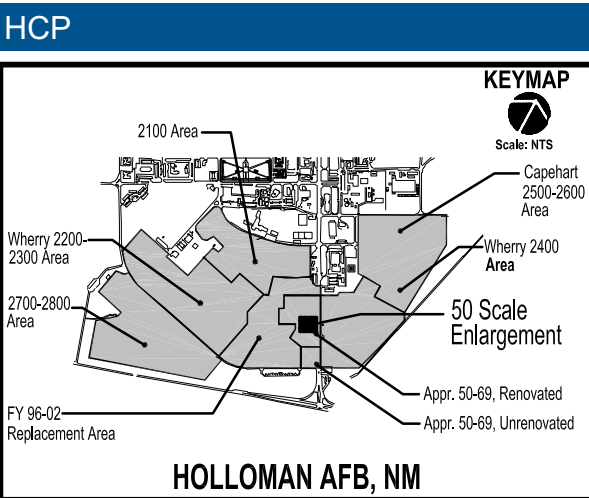 HCP
KEYMAP
Scale: NTS
2100 Area
Capehart
2500-2600
Area
Wherry 2200-
2300 Area
Wherry 2400
Area
2700-2800
Area
50 Scale
Enlargement
Appr. 50-69, Renovated
FY 96-02
Replacement Area
Appr. 50-69, Unrenovated
HOLLOMAN AFB, NM